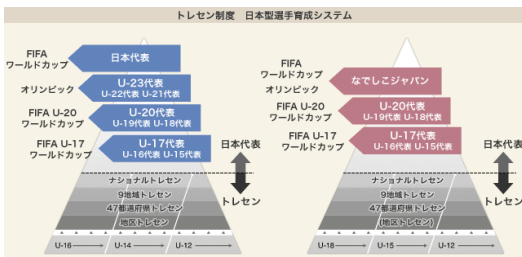 トレセン制度 日本型選手育成システム
FIFA
ワールドカップ
日本代表
オリンピック
U-23代表
U-22代表 U-21代表
FIFA U-20
ワールドカップ
U-20代表
U-19代表 U-18代表
FIFA U-17
ワールドカップ
U-17代表
U-16代表 U-15代表
日本代表
トレセン
ナショナルトレセン
9地域トレセン
47都道府県トレセン
地区トレセン
U-16 U-14 U-12
FIFA
ワールドカップ
オリンピック
なでしこジャパン
FIFA U-20
ワールドカップ
U-20代表
U-19代表 U-18代表
FIFA U-17
ワールドカップ
U-17代表
U-16代表 U-15代表
日本代表
トレセン
ナショナルトレセン
9地域トレセン
47都道府県トレセン
(地区トレセン)
U-18 U-15 U-12